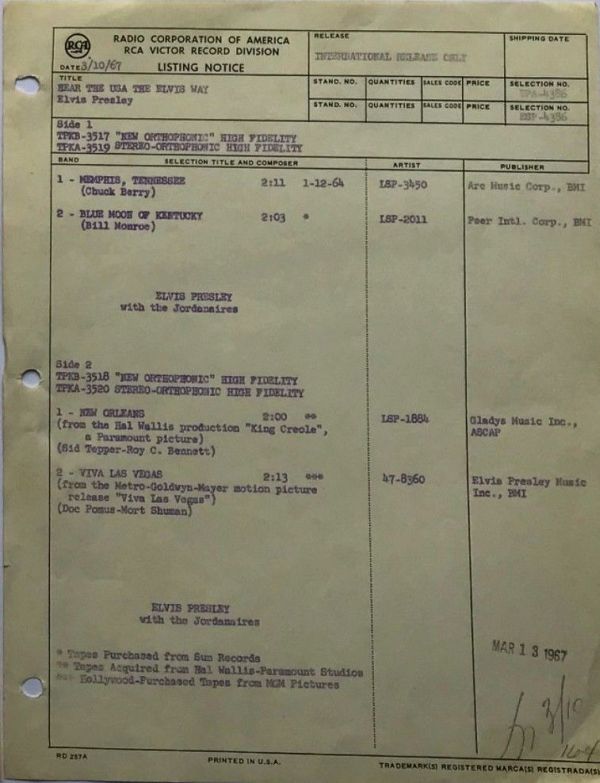 RCA
RADIO CORPORATION OF AMERICA
RCA VICTOR RECORD DIVISION
DATE 3/10/67
LISTING NOTICE
RELEASE
INTERNATIONAL RELEASE ONLY
SHIPPING DATE
TITLE
HEAR THE USA THE ELVIS WAY
Elvis Presley
STAND. NO. QUANTITIES SALES CODE PRICE SELECTION NO.
TPA-4386
STAND. NO. QUANTITIES SALES CODE PRICE SELECTION NO.
ESP-4386
Side 1
TPKB-3517 "NEW ORTHOPHONIC" HIGH FIDELITY
TPKA-3519 STEREO-ORTHOPHONIC HIGH FIDELITY
BAND SELECTION TITLE AND COMPOSER ARTIST PUBLISHER
1 - MEMPHIS, TENNESSEE 2:11 1-12-64 LSP-3450 Arc Music Corp., BMI
(Chuck Berry)
2 - BLUE MOON OF KENTUCKY 2:03 * LSP-2011 Peer Intl. Corp., BMI
(Bill Monroe)
ELVIS PRESLEY
with the Jordanaires
Side 2
TPKB-3518 "NEW ORTHOPHONIC" HIGH FIDELITY
TPKA-3520 STEREO-ORTHOPHONIC HIGH FIDELITY
1 - NEW ORLEANS 2:00 ** LSP-1884 Gladys Music Inc.,
(from the Hal Wallis production "King Creole", ASCAP
a Paramount picture)
(Sid Tepper-Roy C. Bennett)
2 - VIVA LAS VEGAS 2:13 *** 47-8360 Elvis Presley Music
(from the Metro-Goldwyn-Mayer motion picture Inc., BMI
release "Viva Las Vegas")
(Doc Pomus-Mort Shuman)
ELVIS PRESLEY
with the Jordanaires
* Tapes Purchased from Sun Records
** Tapes Acquired from Hal Wallis-Paramount Studios
*** Hollywood-Purchased Tapes from MGM Pictures
MAR 13 1967
3/10
RD 257A
PRINTED IN U.S.A.
TRADEMARK(S) REGISTERED MARCA(S) REGISTRADA(S)